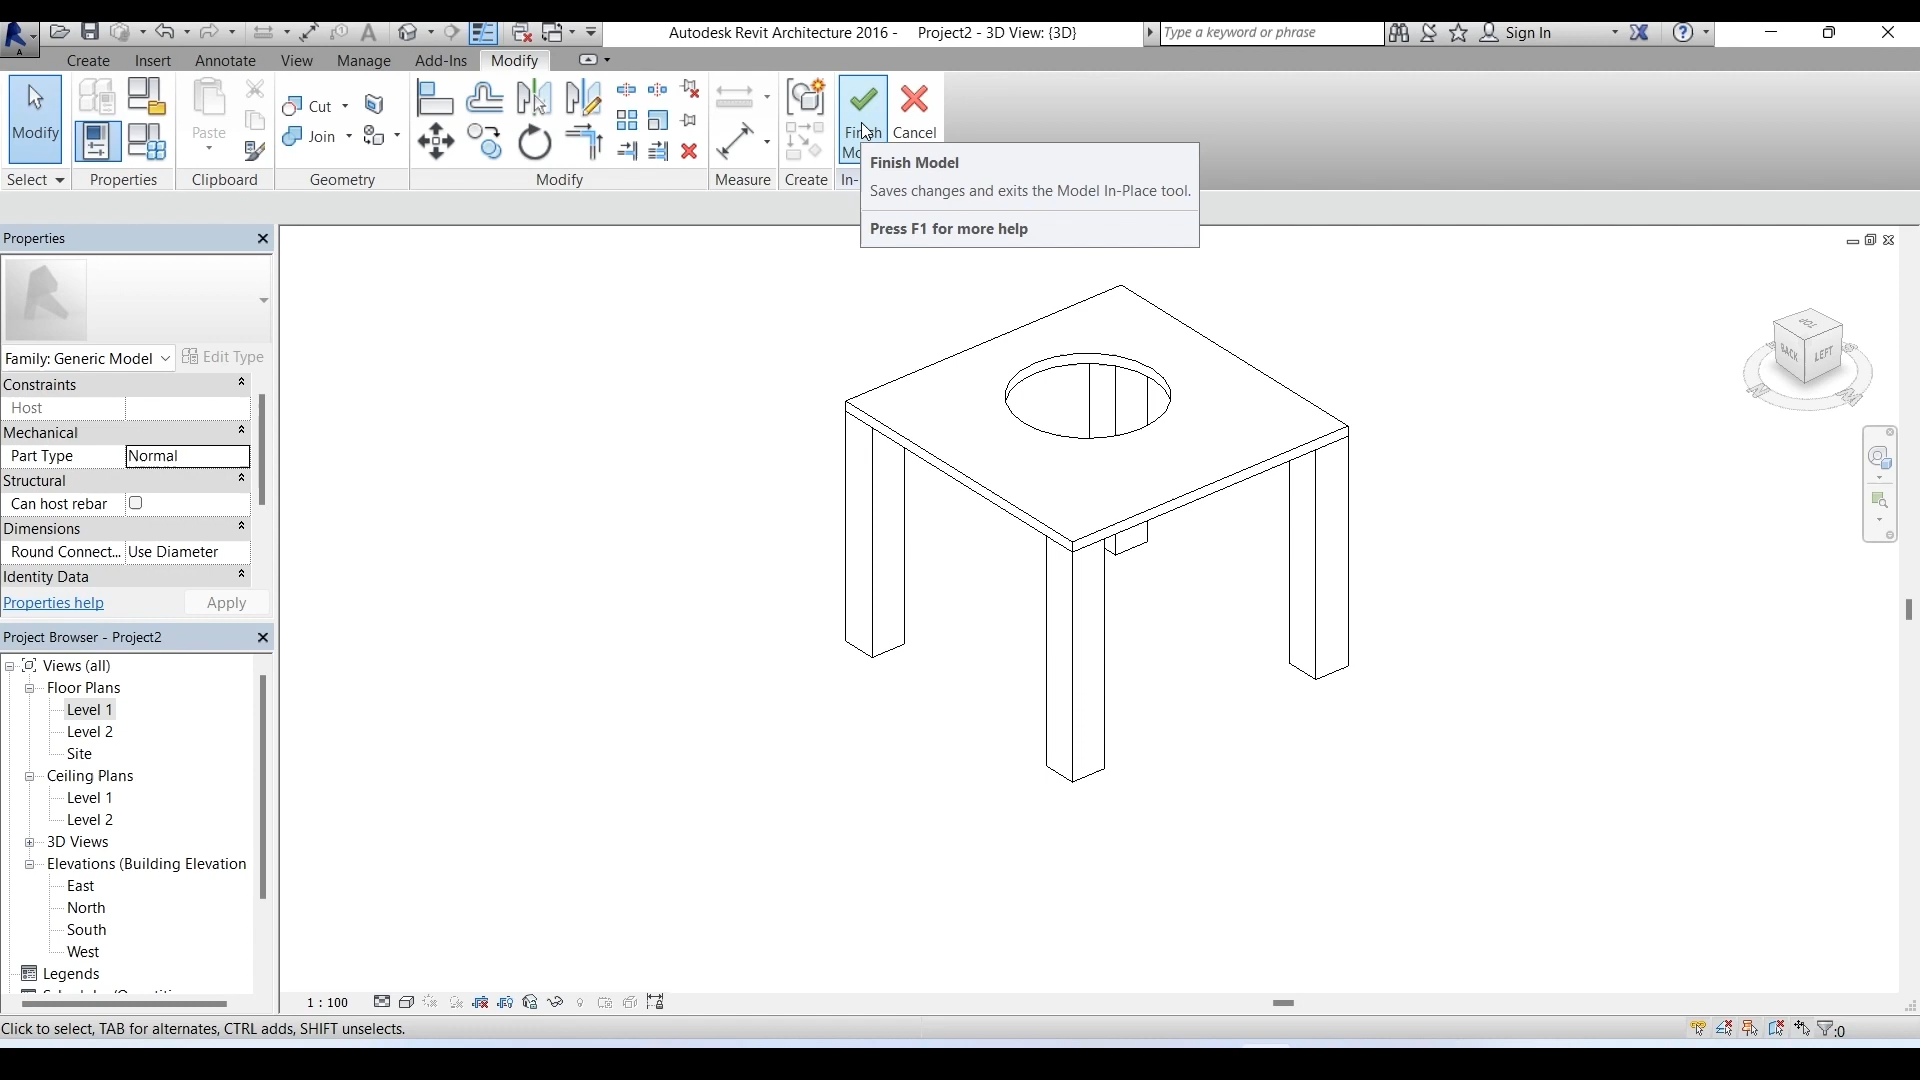 Autodesk Revit Architecture 2016 - Project2 - 3D View: {3D}
Type a keyword or phrase
Sign In
Create Insert Annotate View Manage Add-Ins Modify
Modify
Paste
Cut
Join
Finish
Cancel
Select Properties Clipboard Geometry Modify Measure Create In-
Finish Model
Saves changes and exits the Model In-Place tool.
Press F1 for more help
Properties
Family: Generic Model
Edit Type
Constraints
Host
Mechanical
Part Type Normal
Structural
Can host rebar
Dimensions
Round Connect... Use Diameter
Identity Data
Properties help
Apply
TOP
BACK
LEFT
Project Browser - Project2
Views (all)
Floor Plans
Level 1
Level 2
Site
Ceiling Plans
Level 1
Level 2
3D Views
Elevations (Building Elevation
East
North
South
West
Legends
1 : 100
Click to select, TAB for alternates, CTRL adds, SHIFT unselects.
:0